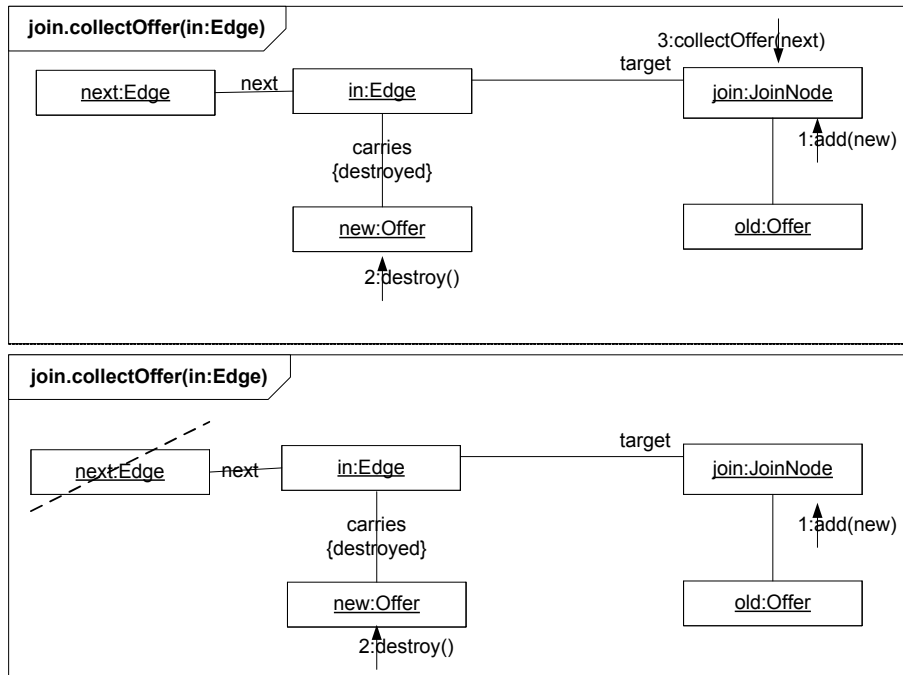 join.collectOffer(in:Edge)
3:collectOffer(next)
target
next:Edge
next
in:Edge
join:JoinNode
1:add(new)
carries
{destroyed}
new:Offer
old:Offer
2:destroy()
join.collectOffer(in:Edge)
target
next:Edge
next
in:Edge
join:JoinNode
1:add(new)
carries
{destroyed}
new:Offer
old:Offer
2:destroy()